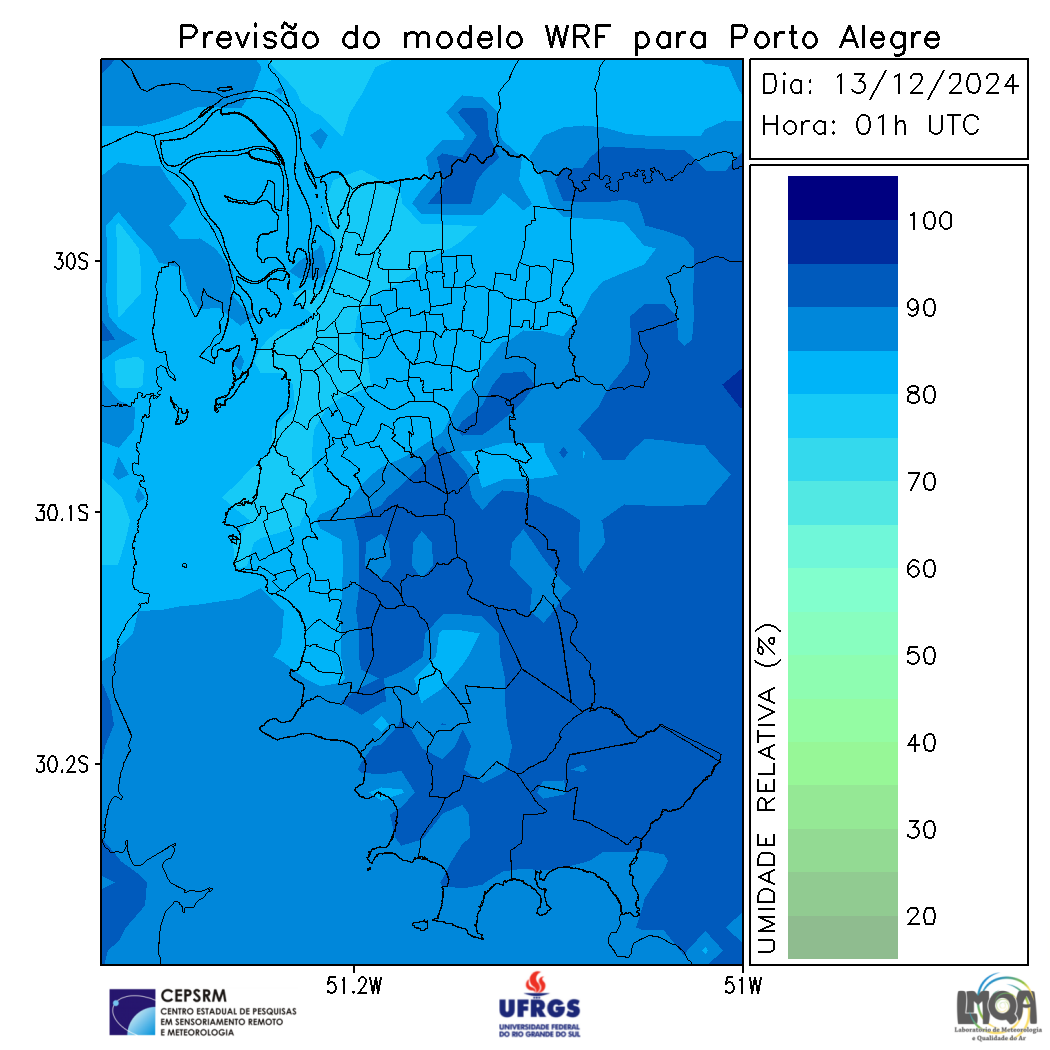 Previsão do modelo WRF para Porto Alegre
Dia: 13/12/2024
Hora: 01h UTC
30S
30.1S
30.2S
51.2W
51W
100
90
80
70
60
50
40
30
20
UMIDADE RELATIVA (%)
CEPSRM
CENTRO ESTADUAL DE PESQUISAS
EM SENSORIAMENTO REMOTO
E METEOROLOGIA
UFRGS
UNIVERSIDADE FEDERAL
DO RIO GRANDE DO SUL
LMQA
Laboratório de Meteorologia
e Qualidade do Ar